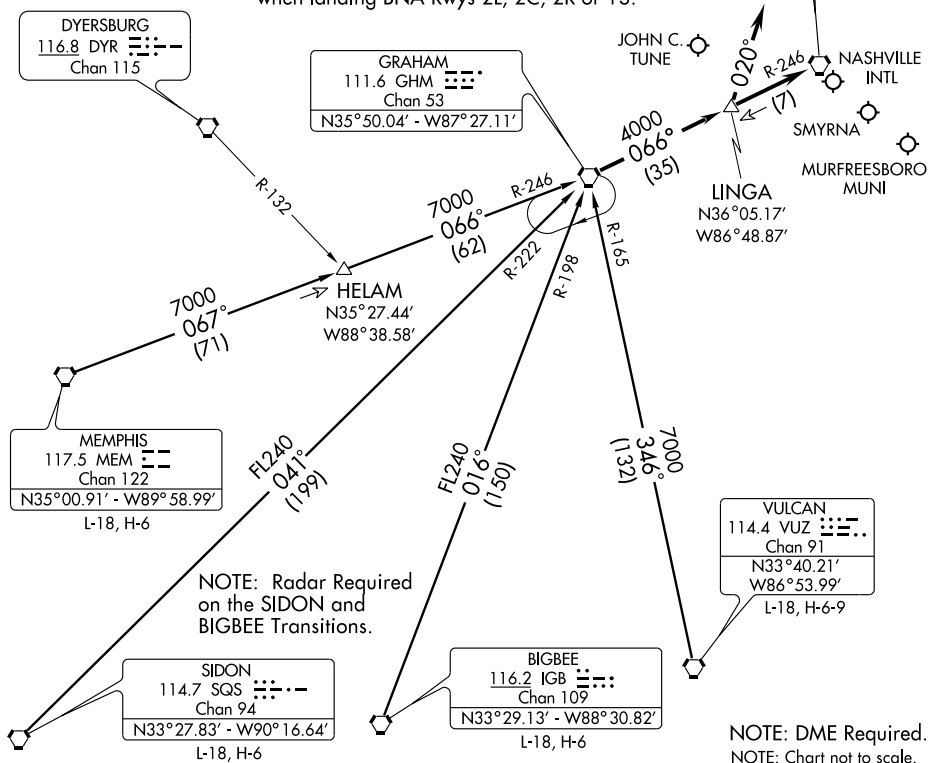 when landing BNA Rwys 2L, 2C, 2R or 13.
DYERSBURG
116.8 DYR
Chan 115
GRAHAM
111.6 GHM
Chan 53
N35°50.04' - W87°27.11'
JOHN C.
TUNE
020°
R-246
NASHVILLE
INTL
(7)
SMYRNA
MURFREESBORO
MUNI
4000
066°
(35)
LINGA
N36°05.17'
W86°48.87'
R-132
7000
066°
(62)
R-246
R-222
R-198
R-165
HELAM
N35°27.44'
W88°38.58'
7000
067°
(71)
MEMPHIS
117.5 MEM
Chan 122
N35°00.91' - W89°58.99'
L-18, H-6
FL240
041°
(199)
FL240
016°
(150)
7000
346°
(132)
VULCAN
114.4 VUZ
Chan 91
N33°40.21'
W86°53.99'
L-18, H-6-9
NOTE: Radar Required
on the SIDON and
BIGBEE Transitions.
SIDON
114.7 SQS
Chan 94
N33°27.83' - W90°16.64'
L-18, H-6
BIGBEE
116.2 IGB
Chan 109
N33°29.13' - W88°30.82'
L-18, H-6
NOTE: DME Required.
NOTE: Chart not to scale.